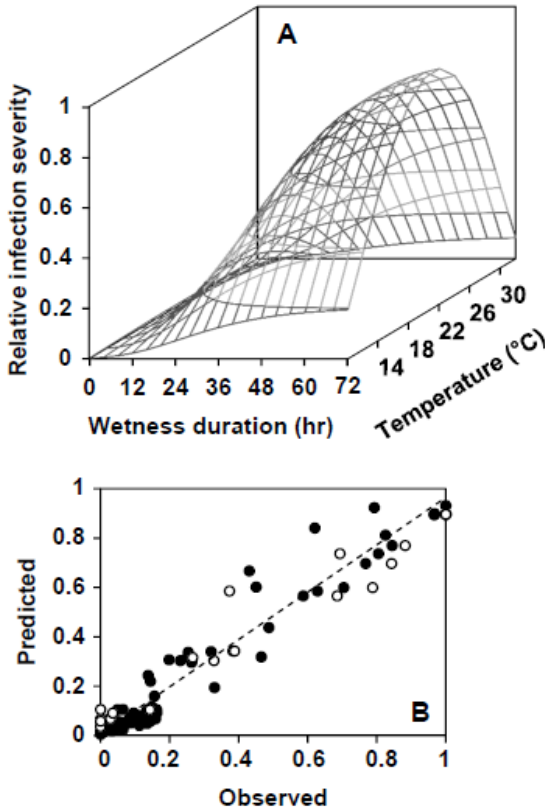 A
Relative infection severity
1
0.8
0.6
0.4
0.2
0
0 12 24 36 48 60 72
Wetness duration (hr)
14 18 22 26 30
Temperature (°C)
B
Predicted
1
0.8
0.6
0.4
0.2
0
0 0.2 0.4 0.6 0.8 1
Observed